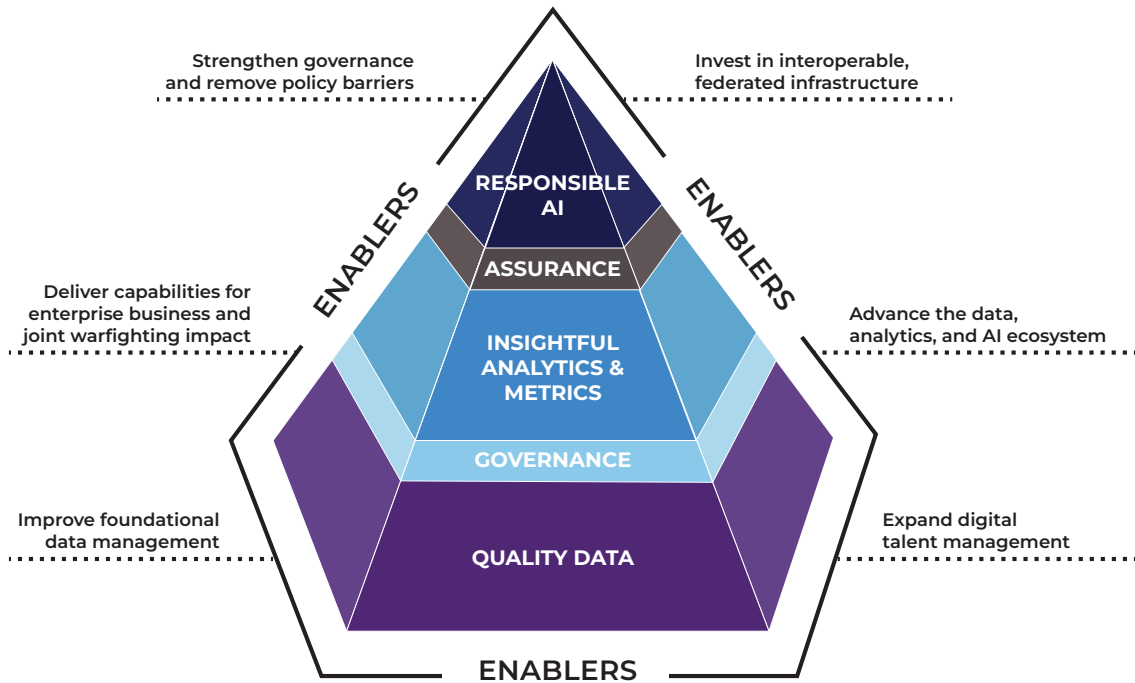 Strengthen governance
and remove policy barriers
Invest in interoperable,
federated infrastructure
RESPONSIBLE
AI
ENABLERS
ENABLERS
ASSURANCE
Deliver capabilities for
enterprise business and
joint warfighting impact
Advance the data,
analytics, and AI ecosystem
INSIGHTFUL
ANALYTICS &
METRICS
GOVERNANCE
Improve foundational
data management
Expand digital
talent management
QUALITY DATA
ENABLERS